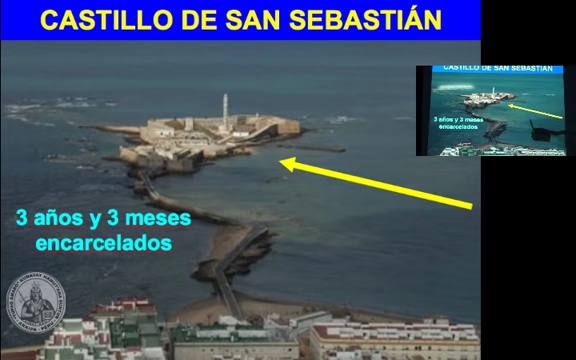 CASTILLO DE SAN SEBASTIÁN
3 años y 3 meses
encarcelados
CASTILLO DE SAN SEBASTIÁN
3 años y 3 meses
encarcelados